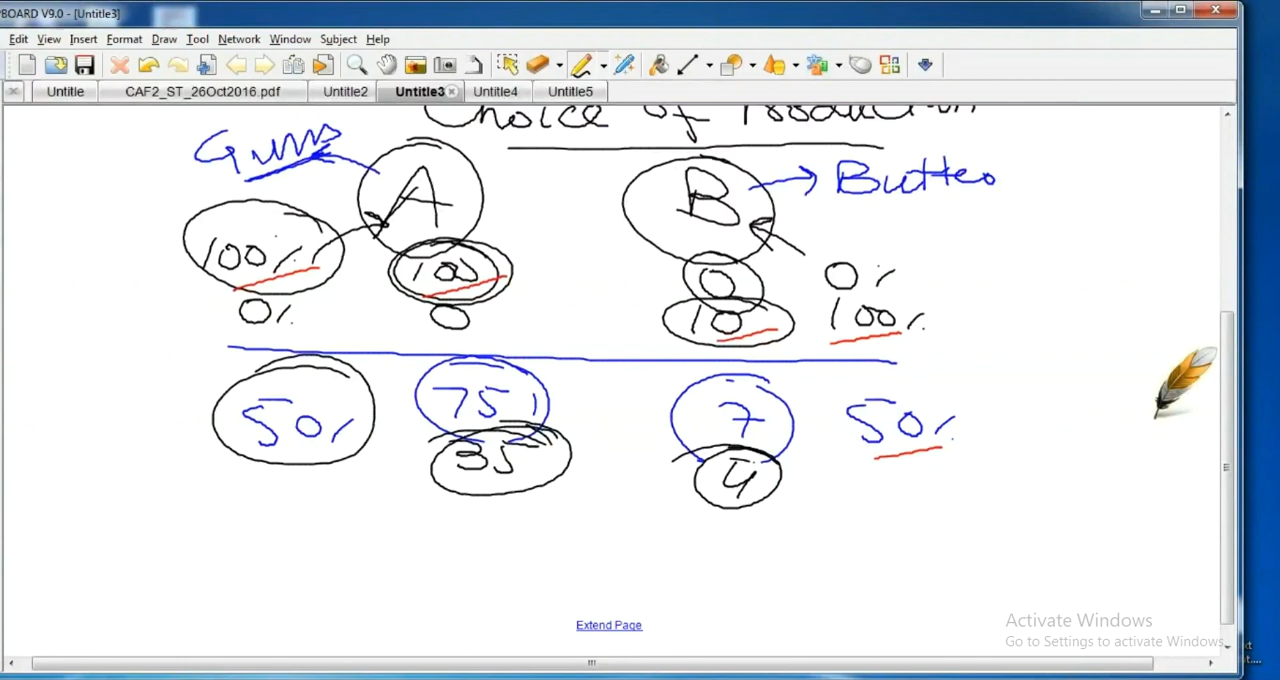 BOARD V9.0 - [Untitle3]
Edit View Insert Format Draw Tool Network Window Subject Help
Untitle CAF2_ST_26Oct2016.pdf Untitle2 Untitle3 Untitle4 Untitle5
Choice of Production
Guns A B Butter
100% 100 0 0%
0% 0 10 100%
50% 75 7 50%
35 4
Extend Page
Activate Windows
Go to Settings to activate Windows.